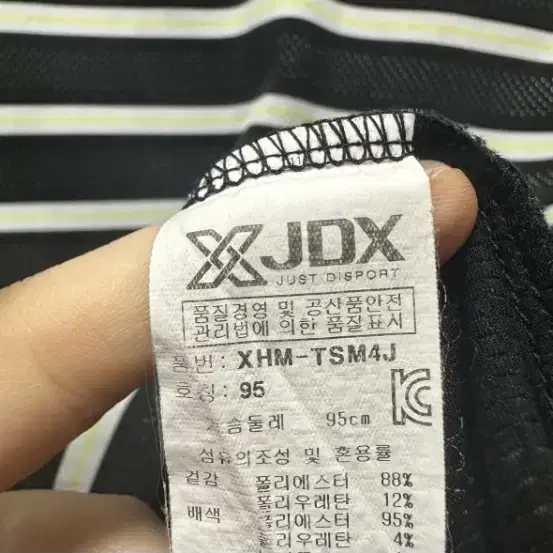 JDX
JUST DISPORT
품질경영 및 공산품안전
관리법에 의한 품질표시
품번 : XHM-TSM4J
호칭 : 95
가슴둘레 95cm
섬유의조성 및 혼용률
겉감 폴리에스터 88%
폴리우레탄 12%
배색 폴리에스터 95%
폴리우레탄 4%